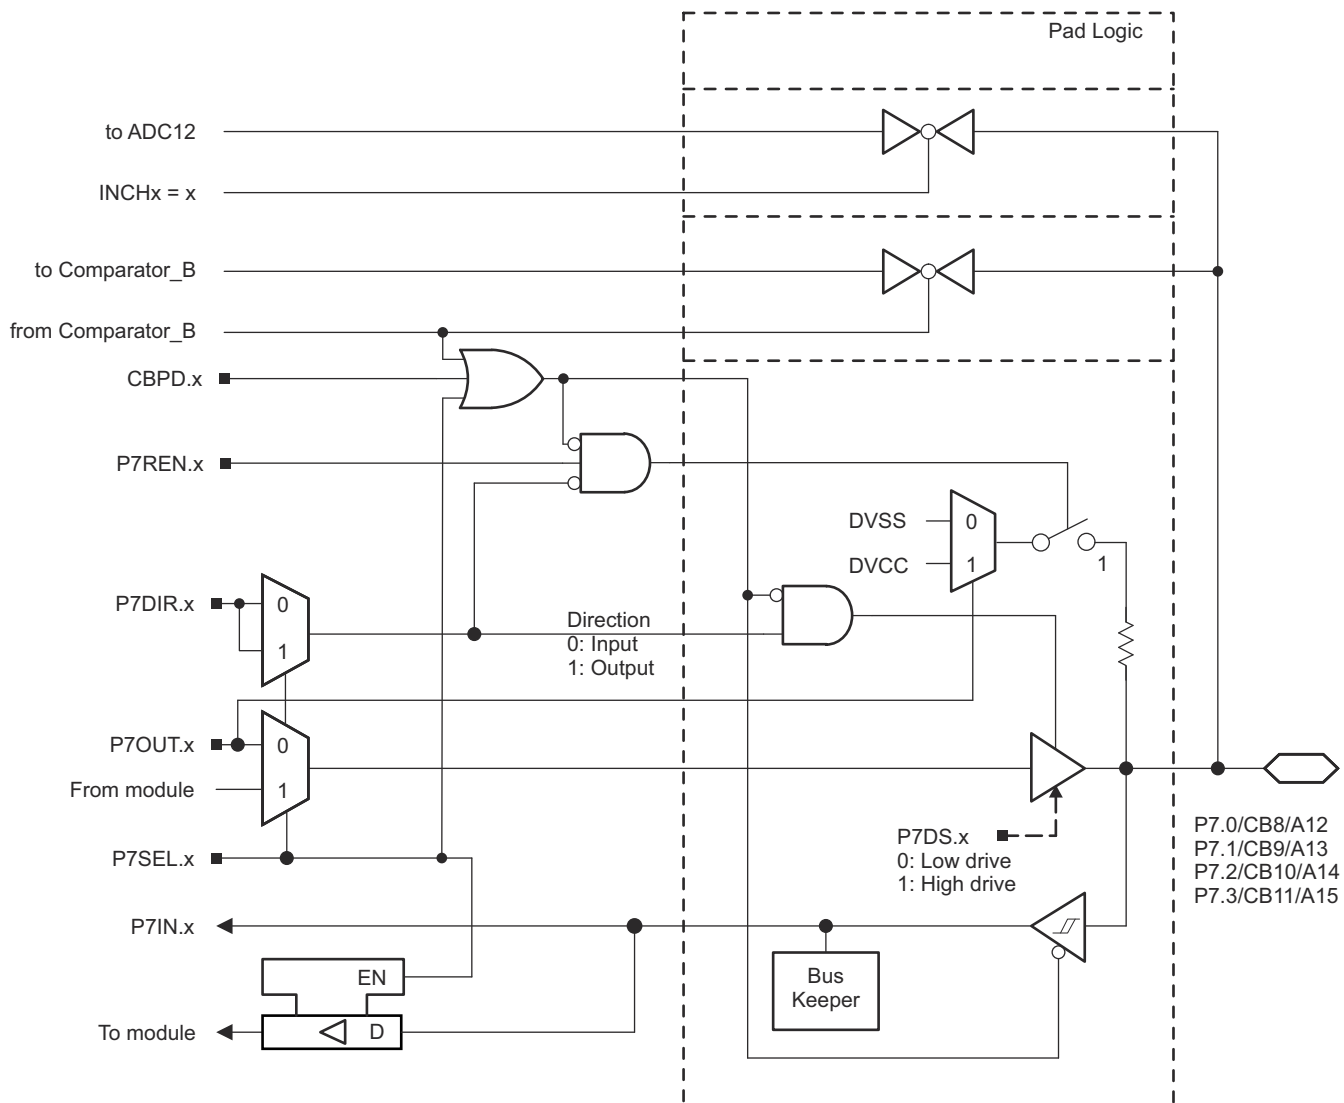 Pad Logic
to ADC12
INCHx = x
to Comparator_B
from Comparator_B
CBPD.x
P7REN.x
DVSS
0
DVCC
1
1
P7DIR.x
0
1
Direction
0: Input
1: Output
P7OUT.x
0
From module
1
P7SEL.x
P7DS.x
0: Low drive
1: High drive
P7.0/CB8/A12
P7.1/CB9/A13
P7.2/CB10/A14
P7.3/CB11/A15
P7IN.x
EN
Bus
Keeper
To module
D